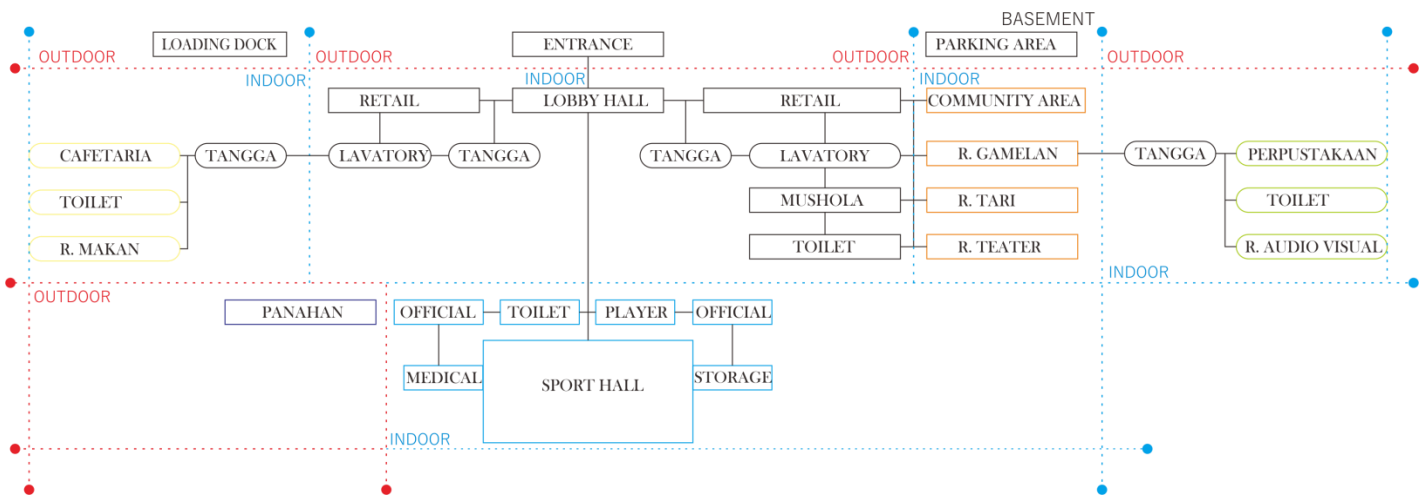 BASEMENT
LOADING DOCK
ENTRANCE
PARKING AREA
OUTDOOR
OUTDOOR
OUTDOOR
OUTDOOR
INDOOR
INDOOR
INDOOR
RETAIL
LOBBY HALL
RETAIL
COMMUNITY AREA
CAFETARIA
TANGGA
LAVATORY
TANGGA
TANGGA
LAVATORY
R. GAMELAN
TANGGA
PERPUSTAKAAN
TOILET
MUSHOLA
R. TARI
TOILET
R. MAKAN
TOILET
R. TEATER
R. AUDIO VISUAL
INDOOR
OUTDOOR
PANAHAN
OFFICIAL
TOILET
PLAYER
OFFICIAL
MEDICAL
SPORT HALL
STORAGE
INDOOR